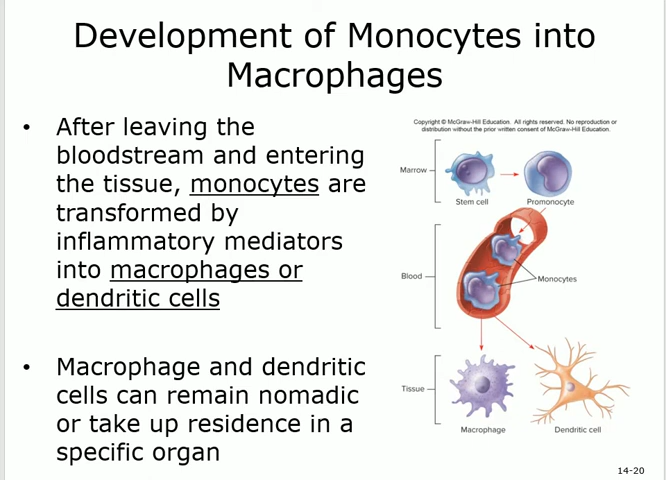 Development of Monocytes into
Macrophages
• After leaving the
bloodstream and entering
the tissue, monocytes are
transformed by
inflammatory mediators
into macrophages or
dendritic cells
• Macrophage and dendritic
cells can remain nomadic
or take up residence in a
specific organ
Copyright © McGraw-Hill Education. All rights reserved. No reproduction or
distribution without the prior written consent of McGraw-Hill Education.
Marrow
Stem cell
Promonocyte
Blood
Monocytes
Tissue
Macrophage
Dendritic cell
14-20